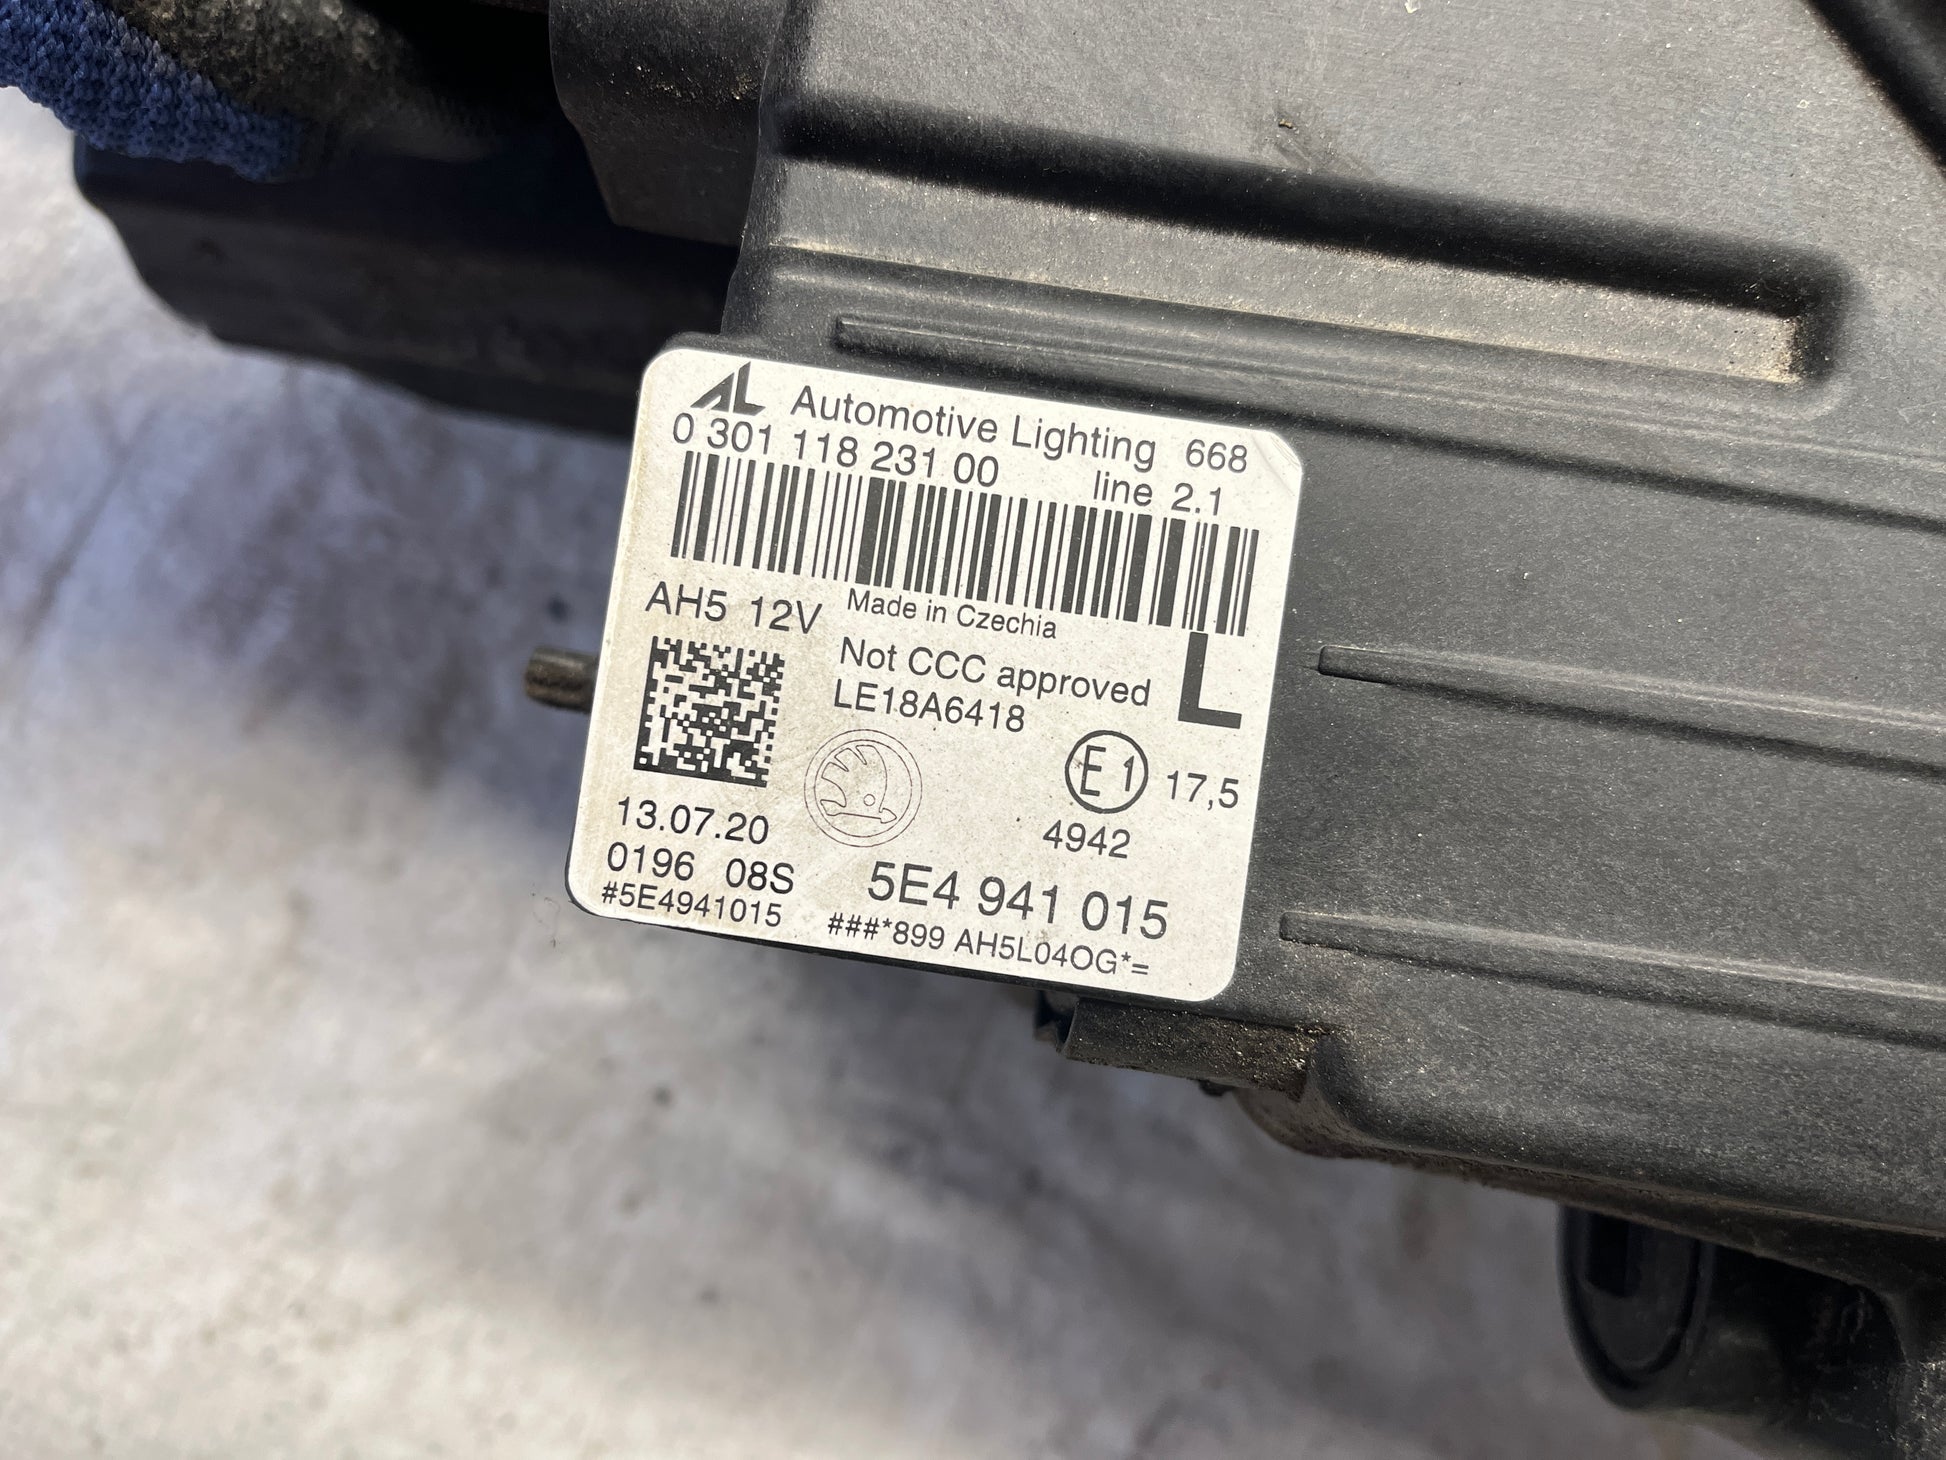 AL Automotive Lighting 668
0 301 118 231 00 line 2.1
AH5 12V Made in Czechia
Not CCC approved L
LE18A6418
E1 17,5
13.07.20 4942
0196 08S 5E4 941 015
#5E4941015 ###*899 AH5L04OG*=